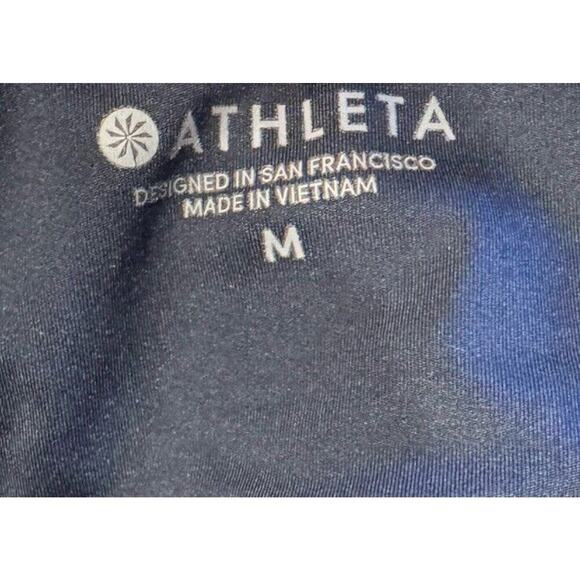 ATHLETA
DESIGNED IN SAN FRANCISCO
MADE IN VIETNAM
M